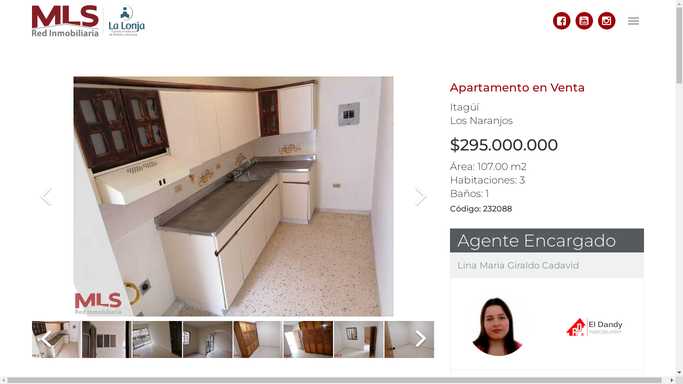 MLS
Red Inmobiliaria
La Lonja
Apartamento en Venta
Itagüí
Los Naranjos
$295.000.000
Área: 107.00 m2
Habitaciones: 3
Baños: 1
Código: 232088
Agente Encargado
Lina Maria Giraldo Cadavid
El Dandy
MLS
Red Inmobiliaria